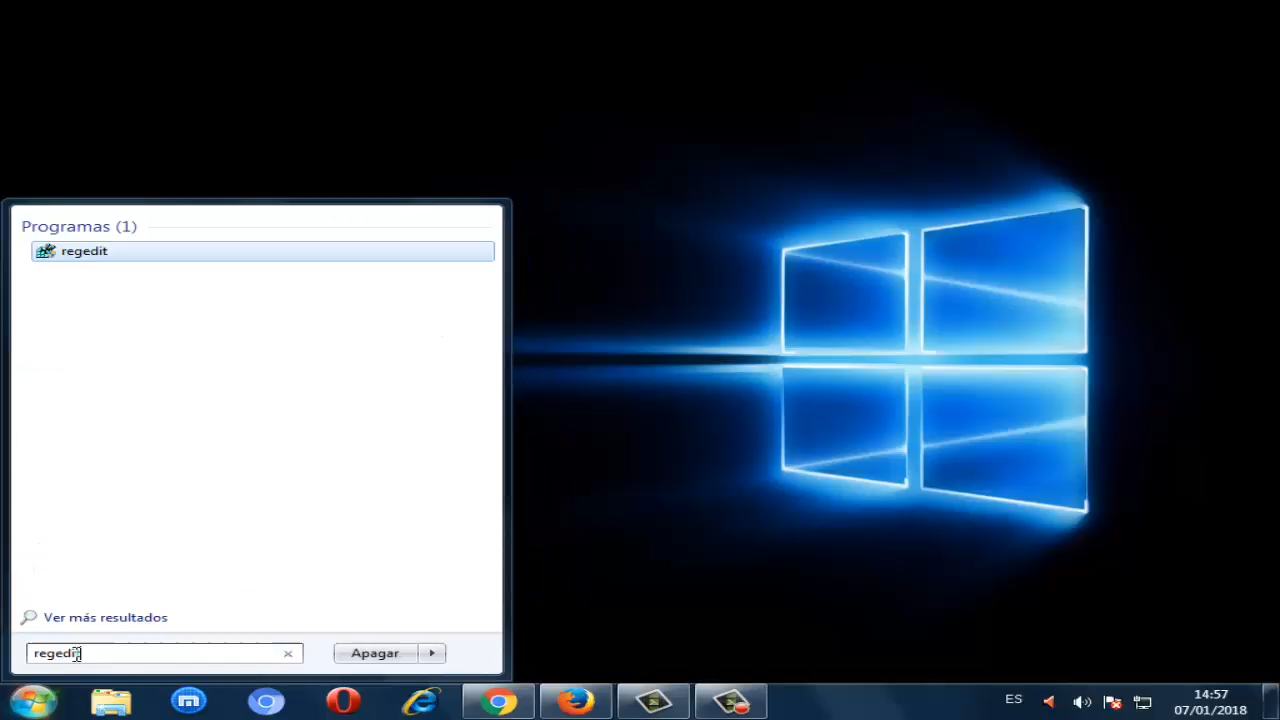 Programas (1)
regedit
Ver más resultados
regedit
Apagar
ES
14:57
07/01/2018